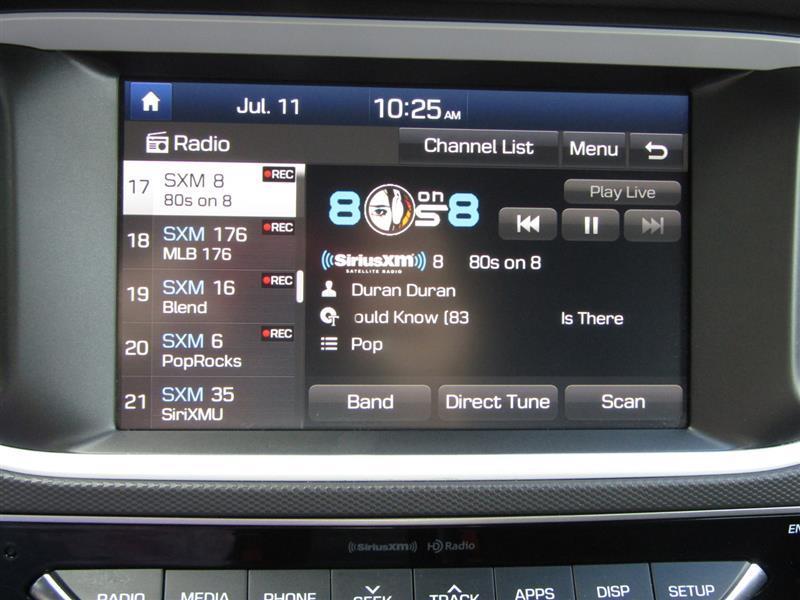 Jul. 11 10:25 AM
Radio Channel List Menu
17 SXM 8 REC
80s on 8
18 SXM 176 REC
MLB 176
19 SXM 16 REC
Blend
20 SXM 6 REC
PopRocks
21 SXM 35
SiriXMU
80s on 8
Play Live
SiriusXM 8 80s on 8
SATELLITE RADIO
Duran Duran
ould Know (83 Is There
Pop
Band Direct Tune Scan
SiriusXM HD Radio
RADIO MEDIA PHONE SEEK TRACK APPS DISP SETUP